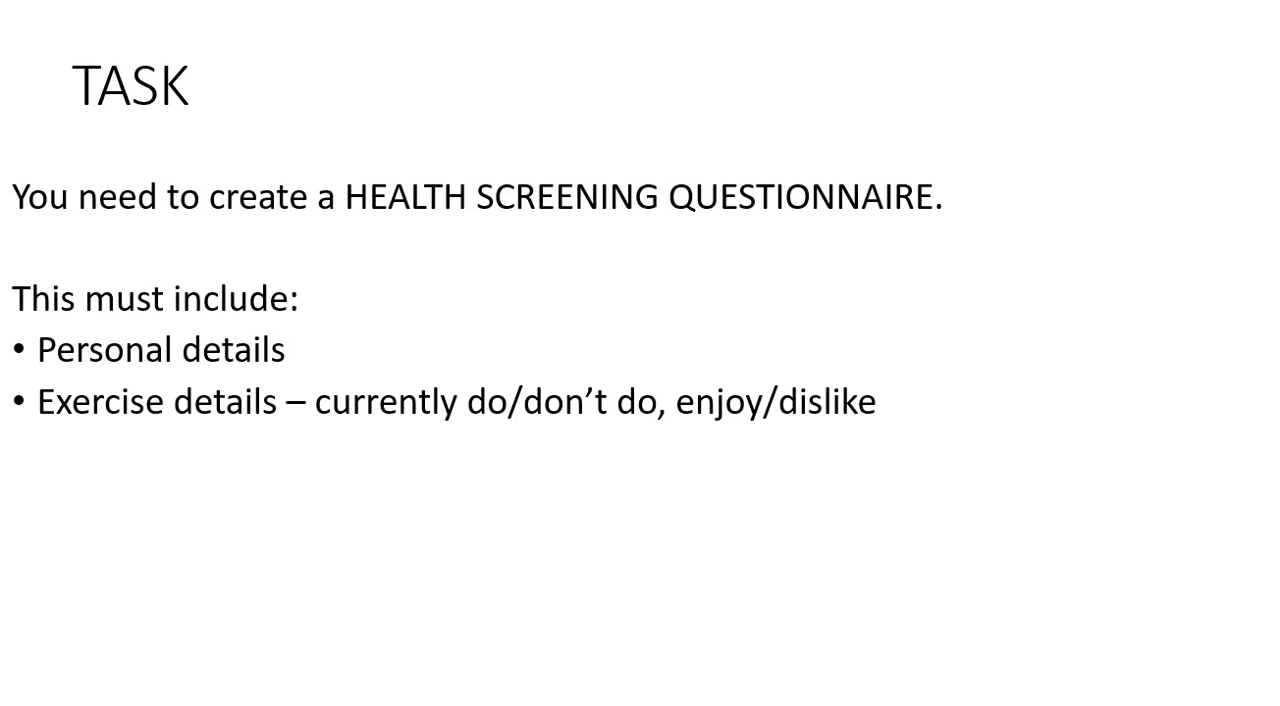 TASK
You need to create a HEALTH SCREENING QUESTIONNAIRE.
This must include:
• Personal details
• Exercise details – currently do/don’t do, enjoy/dislike